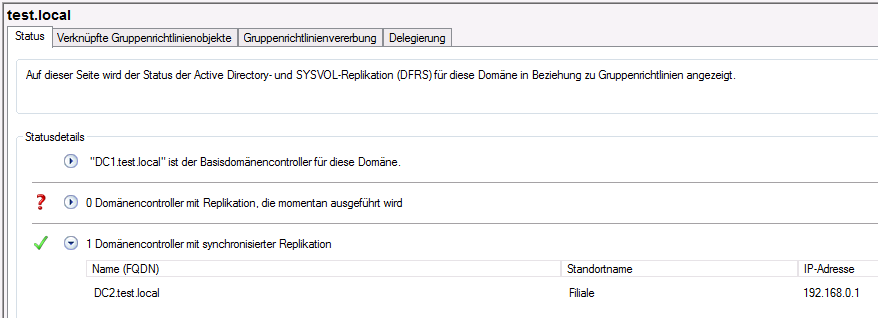 test.local
Status Verknüpfte Gruppenrichtlinienobjekte Gruppenrichtlinienvererbung Delegierung
Auf dieser Seite wird der Status der Active Directory- und SYSVOL-Replikation (DFRS) für diese Domäne in Beziehung zu Gruppenrichtlinien angezeigt.
Statusdetails
"DC1.test.local" ist der Basisdomänencontroller für diese Domäne.
0 Domänencontroller mit Replikation, die momentan ausgeführt wird
1 Domänencontroller mit synchronisierter Replikation
Name (FQDN) Standortname IP-Adresse
DC2.test.local Filiale 192.168.0.1